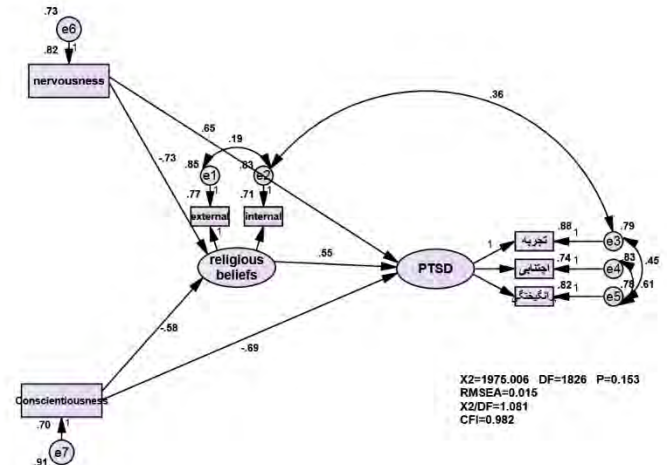 .73
e6
.82 1
nervousness
.36
.65
.19
-.73
.85 e1 .83 e2
.77 1 .71 1
external internal
1
religious
beliefs
.55
PTSD
1 تجربه .88 1 e3 .79
اجتنابی .74 1 e4 .83
.82 1 e5 .78
.45
.61
-.58
-.69
Conscientiousness
.70 1
e7
.91
X2=1975.006 DF=1826 P=0.153
RMSEA=0.015
X2/DF=1.081
CFI=0.982